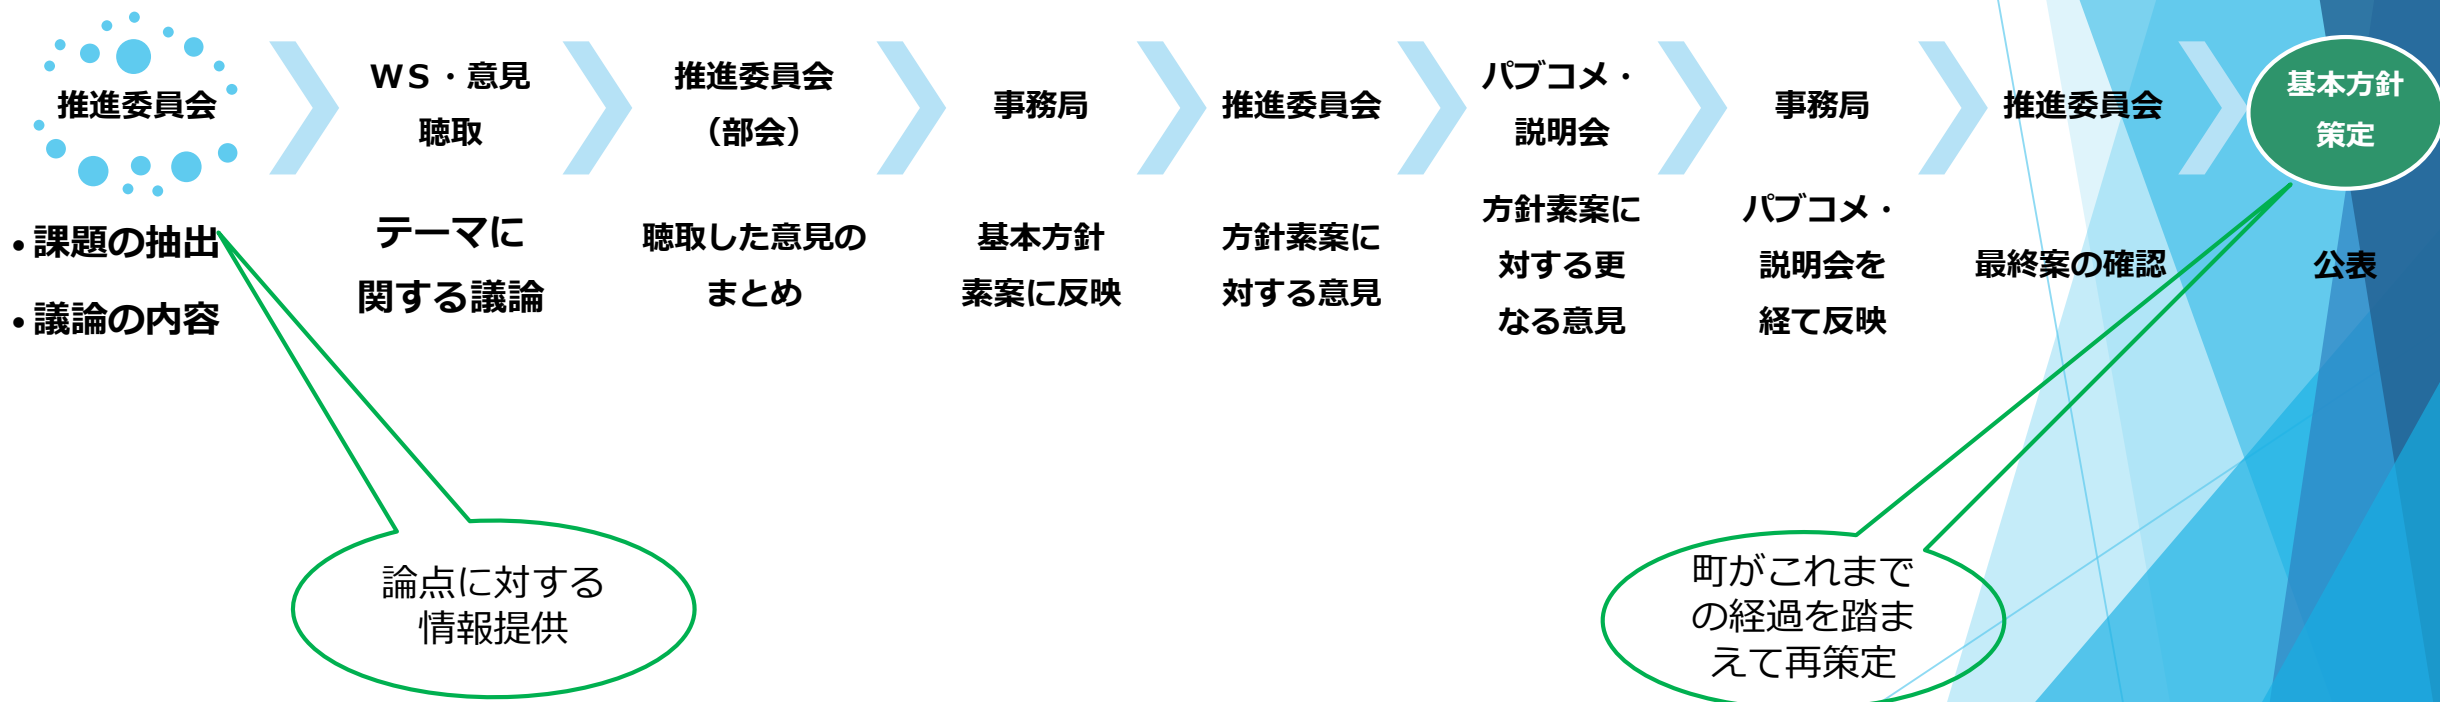 推進委員会
・課題の抽出
・議論の内容
ＷＳ・意見
聴取
テーマに
関する議論
推進委員会
（部会）
聴取した意見の
まとめ
事務局
基本方針
素案に反映
推進委員会
方針素案に
対する意見
パブコメ・
説明会
方針素案に
対する更
なる意見
事務局
パブコメ・
説明会を
経て反映
推進委員会
最終案の確認
基本方針
策定
公表
論点に対する
情報提供
町がこれまで
の経過を踏ま
えて再策定